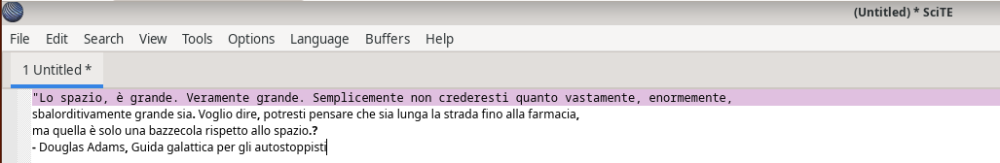 (Untitled) * SciTE
File Edit Search View Tools Options Language Buffers Help
1 Untitled *
"Lo spazio, è grande. Veramente grande. Semplicemente non crederesti quanto vastamente, enormemente,
sbalorditivamente grande sia. Voglio dire, potresti pensare che sia lunga la strada fino alla farmacia,
ma quella è solo una bazzecola rispetto allo spazio.?
- Douglas Adams, Guida galattica per gli autostoppisti